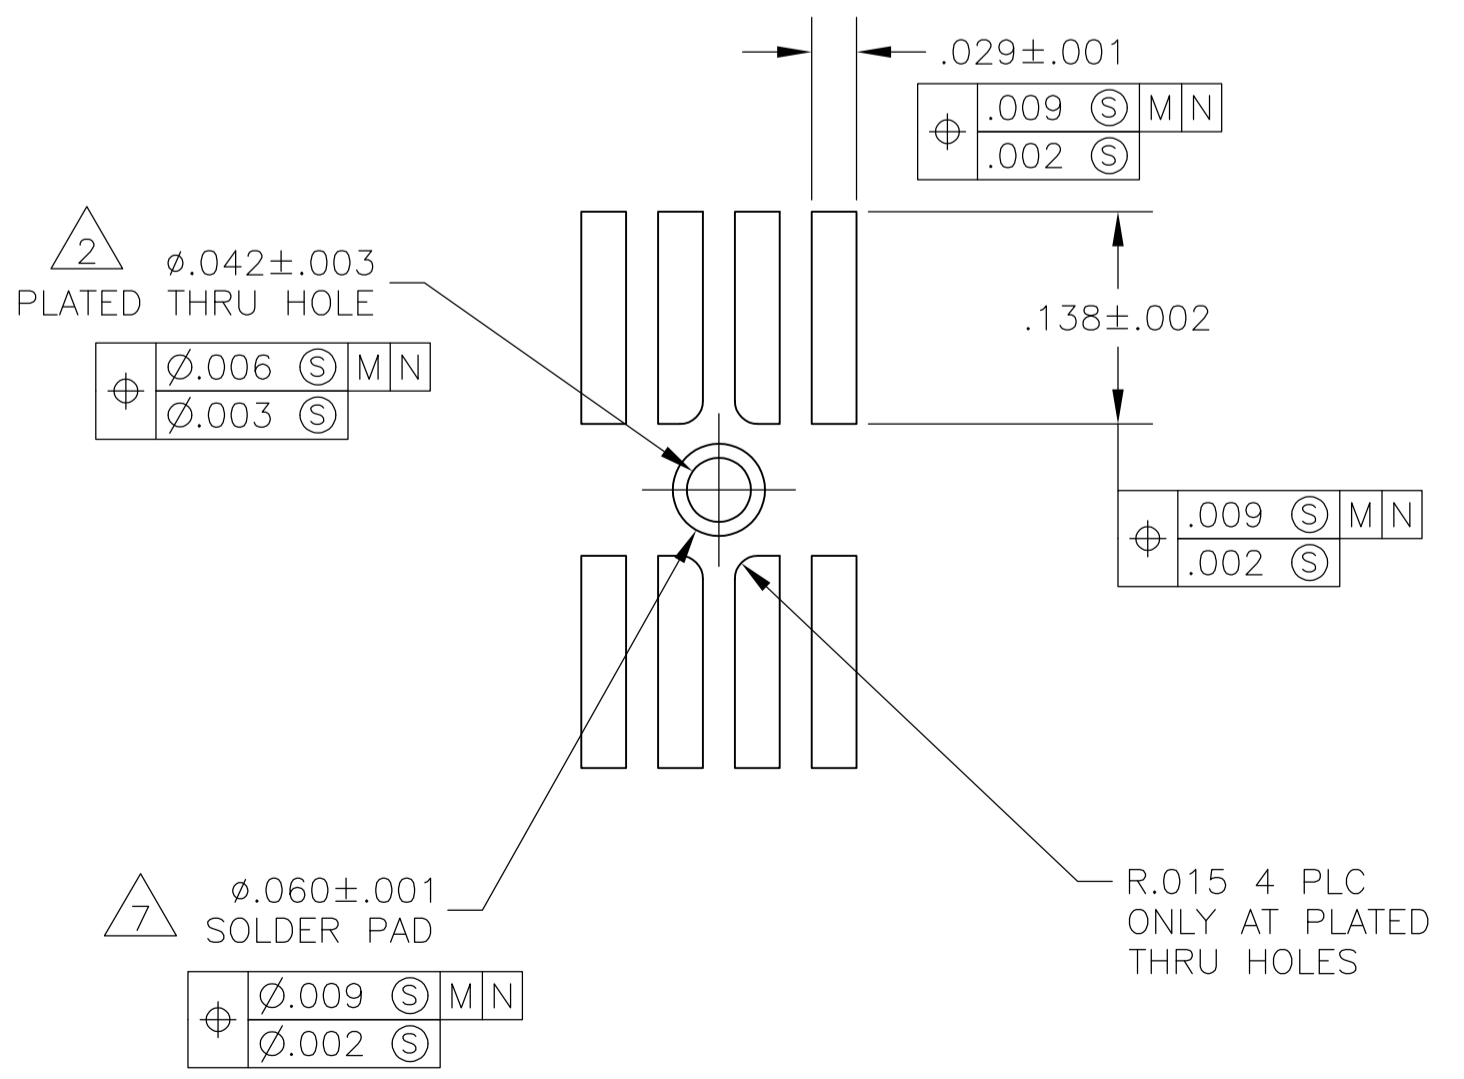 .029±.001
.009 Ⓢ M N
.002 Ⓢ
2
⌀.042±.003
PLATED THRU HOLE
⌀.006 Ⓢ M N
⌀.003 Ⓢ
.138±.002
.009 Ⓢ M N
.002 Ⓢ
7
⌀.060±.001
SOLDER PAD
⌀.009 Ⓢ M N
⌀.002 Ⓢ
R.015 4 PLC
ONLY AT PLATED
THRU HOLES